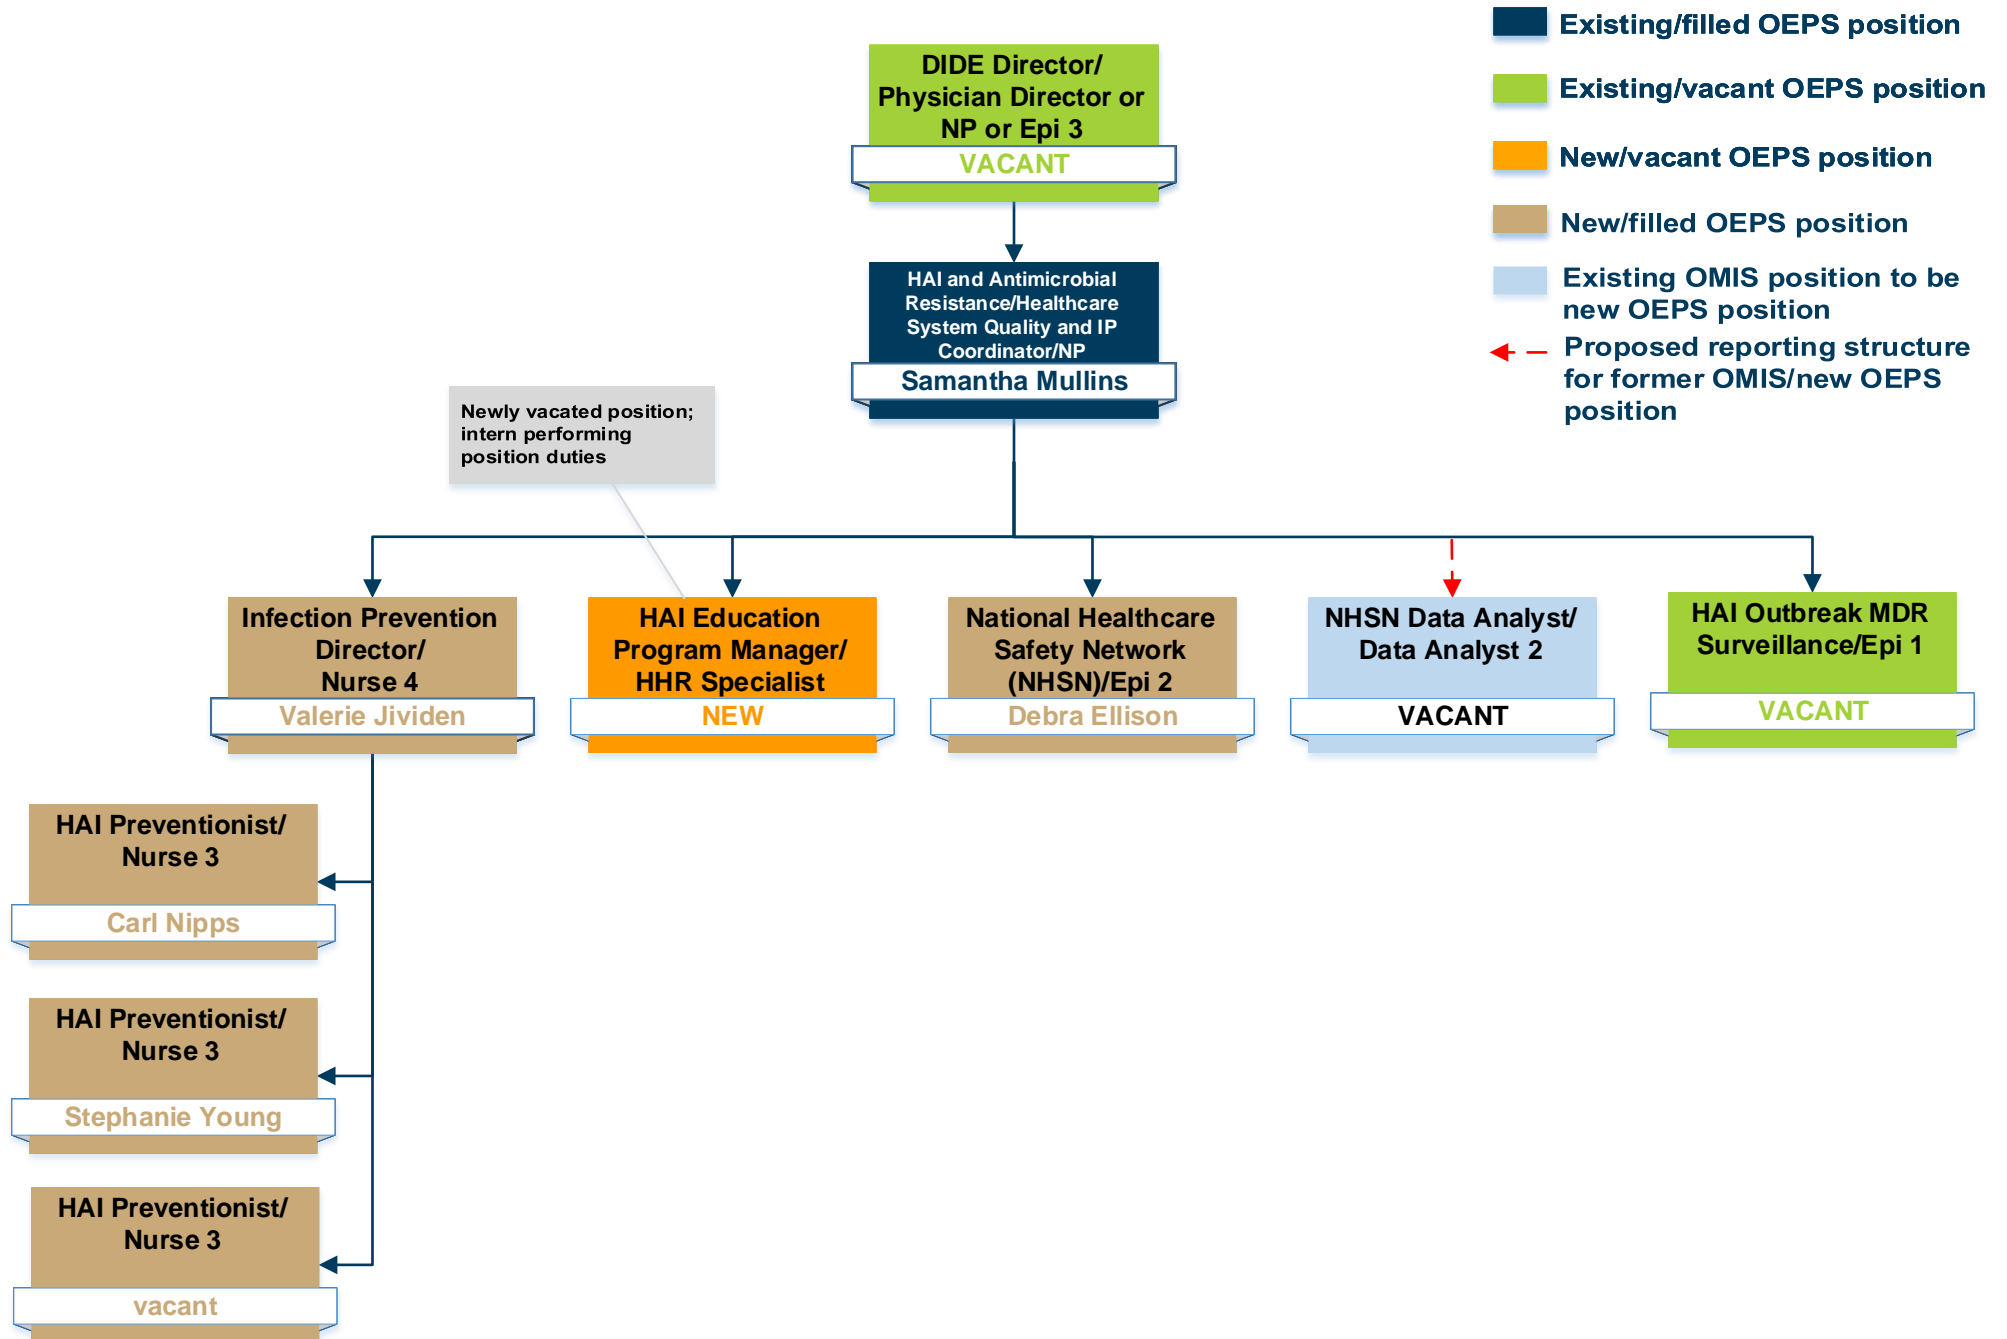 DIDE Director/
Physician Director or
NP or Epi 3
VACANT
HAI and Antimicrobial
Resistance/Healthcare
System Quality and IP
Coordinator/NP
Samantha Mullins
Existing/filled OEPS position
Existing/vacant OEPS position
New/vacant OEPS position
New/filled OEPS position
Existing OMIS position to be
new OEPS position
Proposed reporting structure
for former OMIS/new OEPS
position
Newly vacated position;
intern performing
position duties
Infection Prevention
Director/
Nurse 4
Valerie Jividen
HAI Education
Program Manager/
HHR Specialist
NEW
National Healthcare
Safety Network
(NHSN)/Epi 2
Debra Ellison
NHSN Data Analyst/
Data Analyst 2
VACANT
HAI Outbreak MDR
Surveillance/Epi 1
VACANT
HAI Preventionist/
Nurse 3
Carl Nipps
HAI Preventionist/
Nurse 3
Stephanie Young
HAI Preventionist/
Nurse 3
vacant